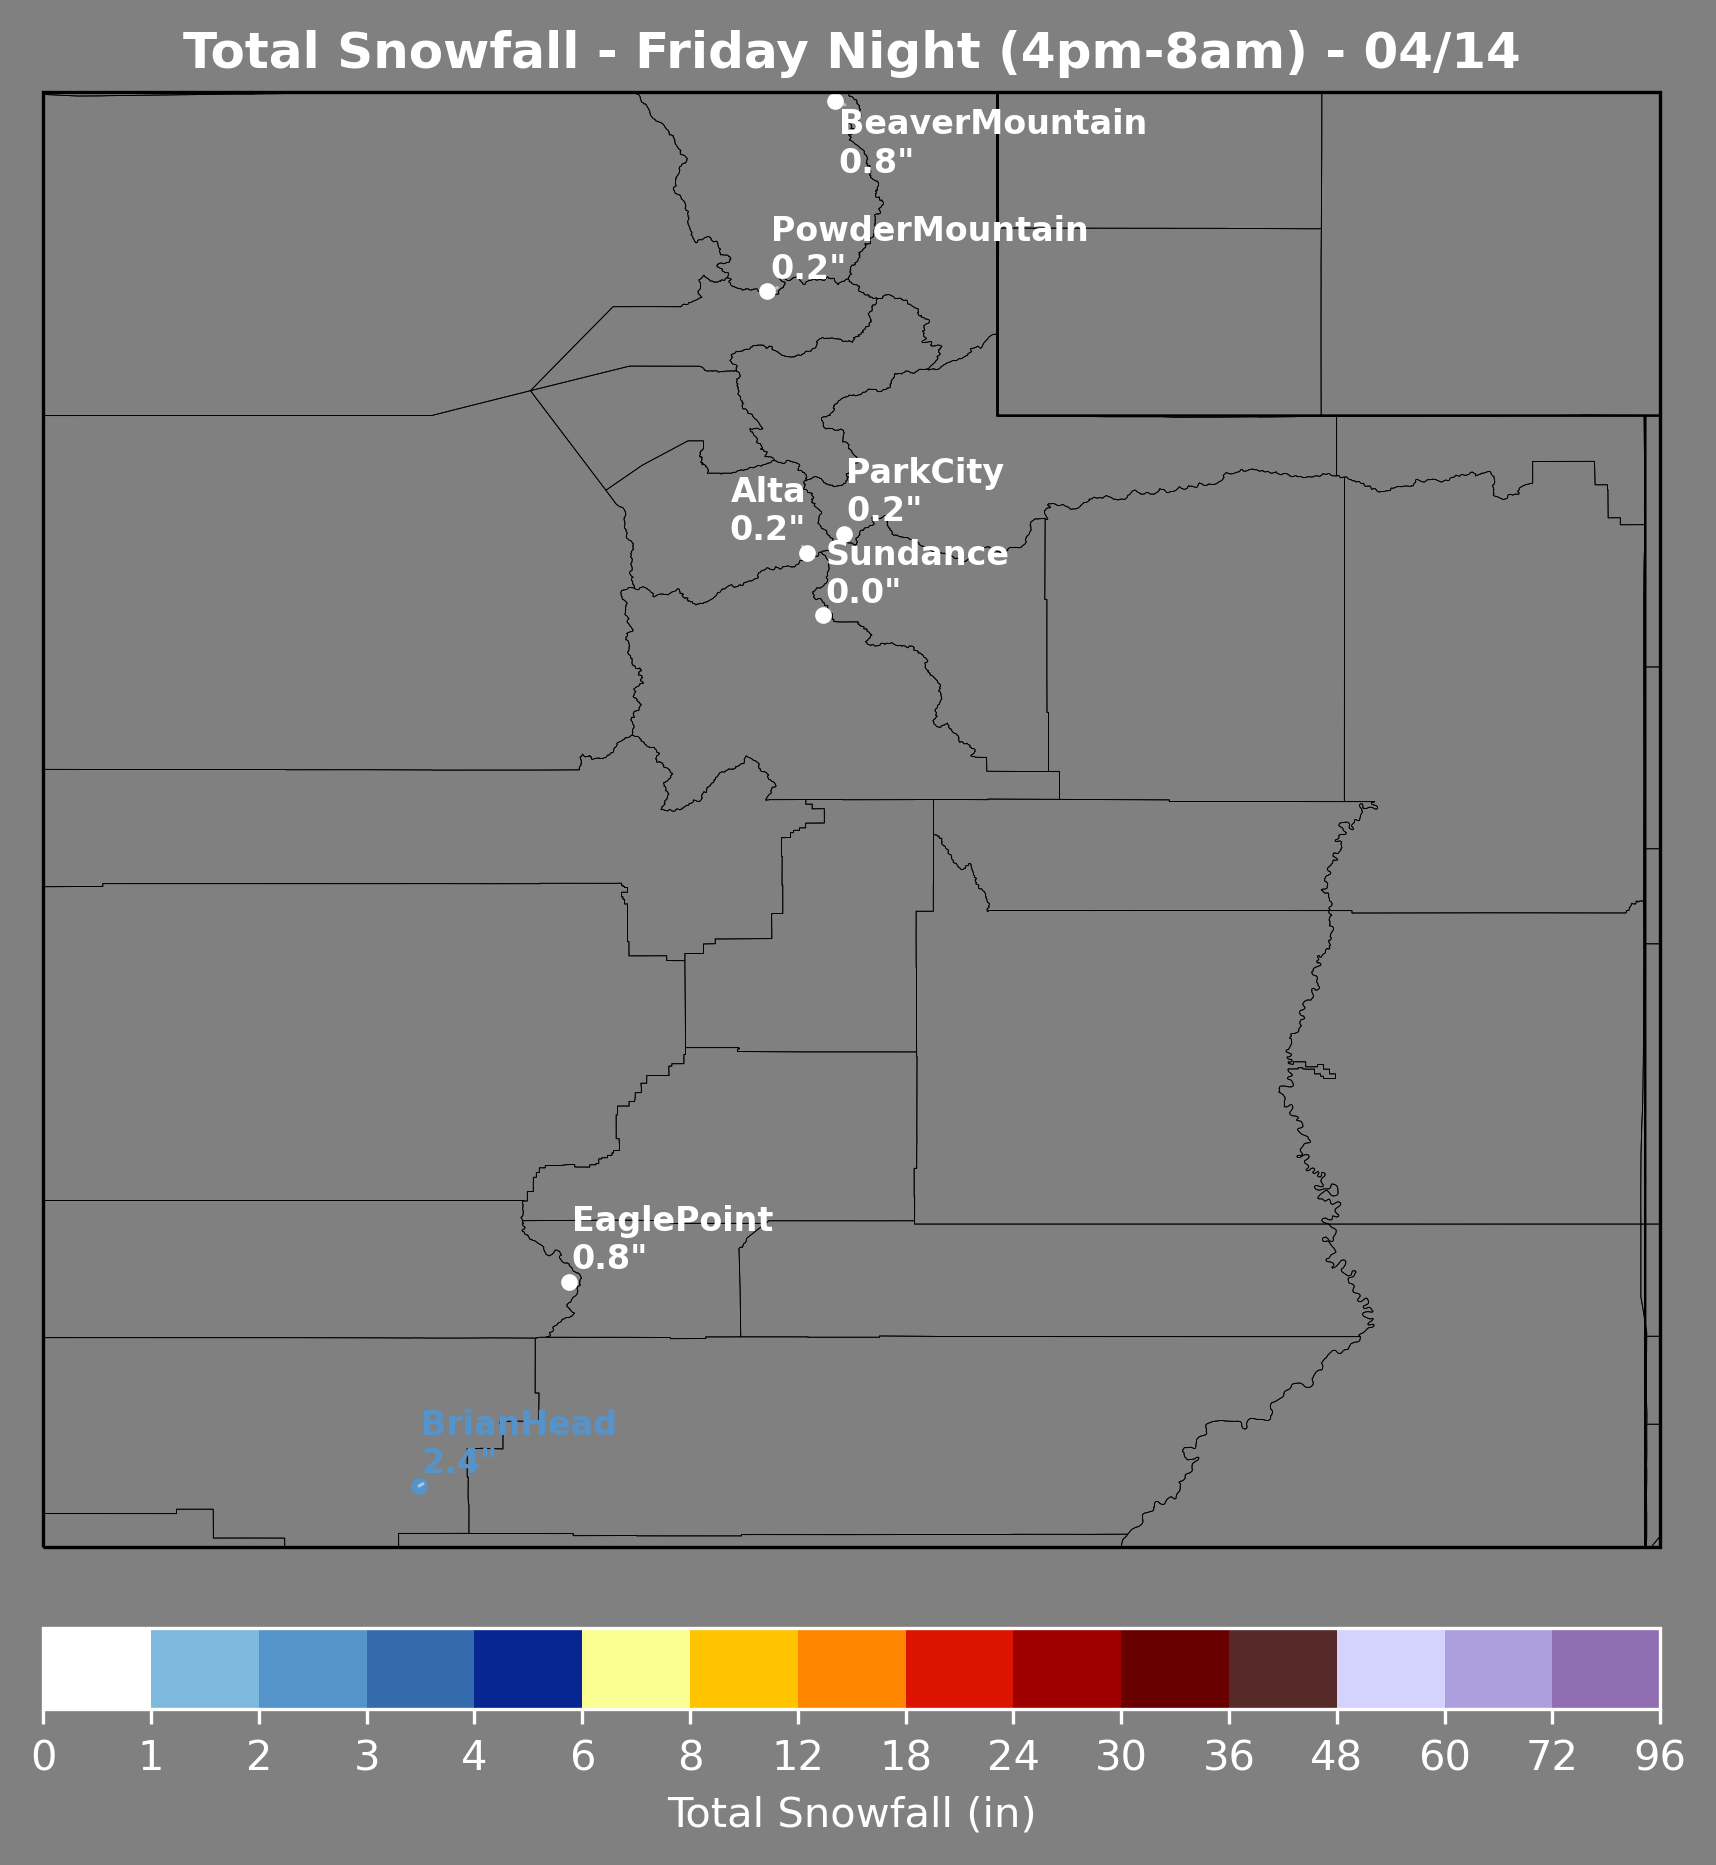 Total Snowfall - Friday Night (4pm-8am) - 04/14
BeaverMountain
0.8"
PowderMountain
0.2"
ParkCity
0.2"
Alta
0.2"
Sundance
0.0"
EaglePoint
0.8"
BrianHead
2.4"
0 1 2 3 4 6 8 12 18 24 30 36 48 60 72 96
Total Snowfall (in)